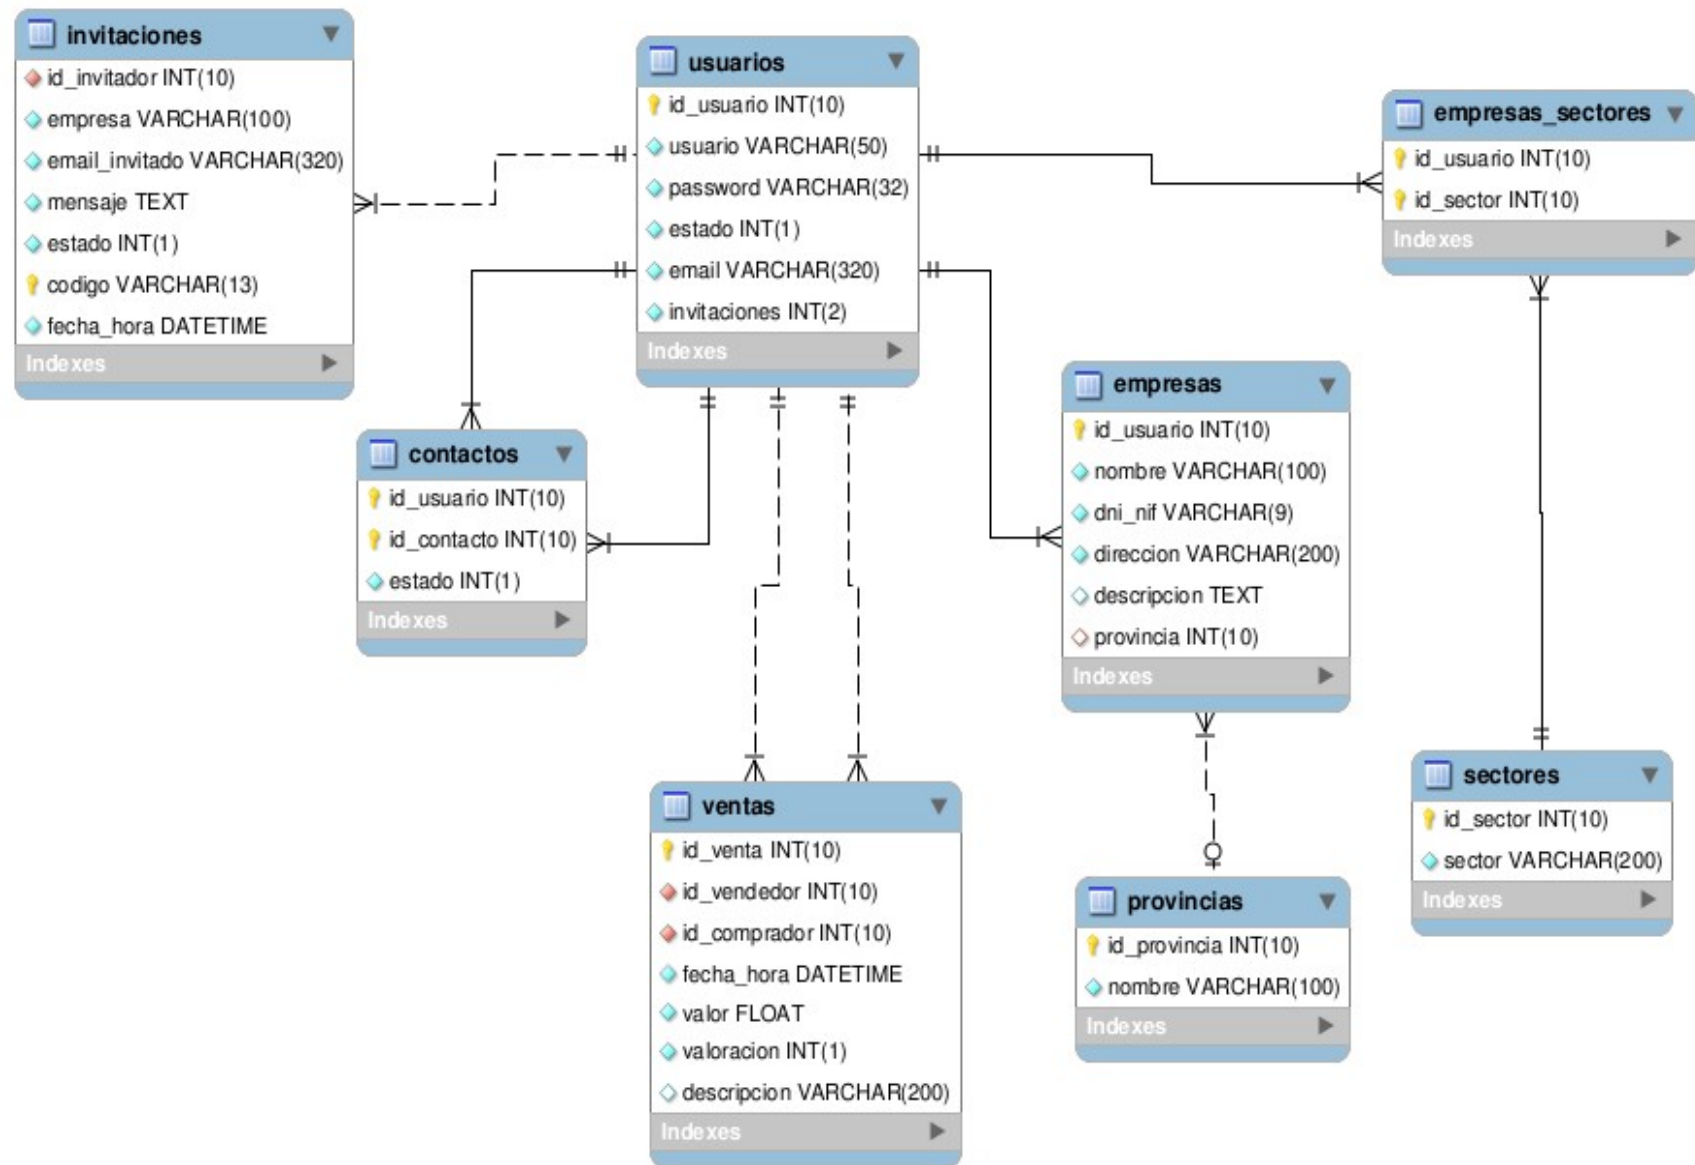 invitaciones
id_invitador INT(10)
empresa VARCHAR(100)
email_invitado VARCHAR(320)
mensaje TEXT
estado INT(1)
codigo VARCHAR(13)
fecha_hora DATETIME
Indexes
usuarios
id_usuario INT(10)
usuario VARCHAR(50)
password VARCHAR(32)
estado INT(1)
email VARCHAR(320)
invitaciones INT(2)
Indexes
empresas_sectores
id_usuario INT(10)
id_sector INT(10)
Indexes
contactos
id_usuario INT(10)
id_contacto INT(10)
estado INT(1)
Indexes
empresas
id_usuario INT(10)
nombre VARCHAR(100)
dni_nif VARCHAR(9)
direccion VARCHAR(200)
descripcion TEXT
provincia INT(10)
Indexes
ventas
id_venta INT(10)
id_vendedor INT(10)
id_comprador INT(10)
fecha_hora DATETIME
valor FLOAT
valoracion INT(1)
descripcion VARCHAR(200)
Indexes
provincias
id_provincia INT(10)
nombre VARCHAR(100)
Indexes
sectores
id_sector INT(10)
sector VARCHAR(200)
Indexes